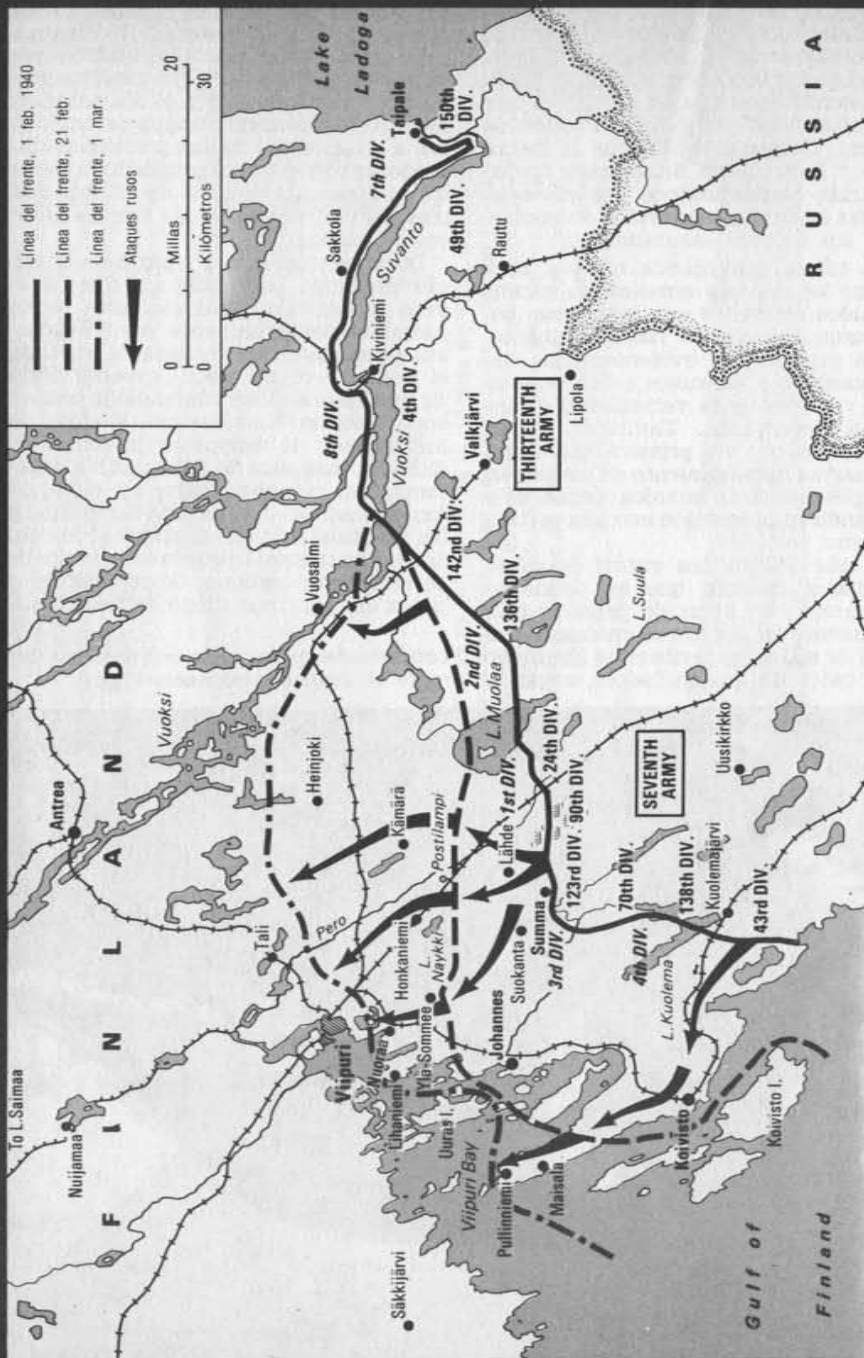 Línea del frente, 11 feb. 1940
Línea del frente, 21 feb.
Línea del frente, 1 mar.
Ataques rusos
Millas
0 20
Kilómetros
0 30
To L.Saimaa
Nuijamaa
F I N N L A N D
Antrea
Vuoksi
Vuosalmi
Heinjoki
Tali
Pero
Kämärä
Postilampi
Honkaniemi
L. Naykki
Viipuri
Nuoraa
Lihaniemi
Yla-Sommee
Uuras I.
Viipuri Bay
Säkkijärvi
Pullinniemi
Maisala
Johannes
Suokanta
Summa
Lähde
3rd DIV.
1st DIV.
2nd DIV.
L.Muolaa
4th DIV.
L.Kuolema
Koivisto
Koivisto I.
Gulf of
Finland
43rd DIV.
Kuolemajärvi
138th DIV.
70th DIV.
123rd DIV.
90th DIV.
24th DIV.
SEVENTH
ARMY
Uusikirkko
L.Suula
136th DIV.
142nd DIV.
Valkjärvi
THIRTEENTH
ARMY
Lipola
8th DIV.
Vuoksi
4th DIV.
Kiviniemi
Sakkola
Suvanto
7th DIV.
49th DIV.
Rautu
Taipale
150th DIV.
Lake
Ladoga
R U S S I A